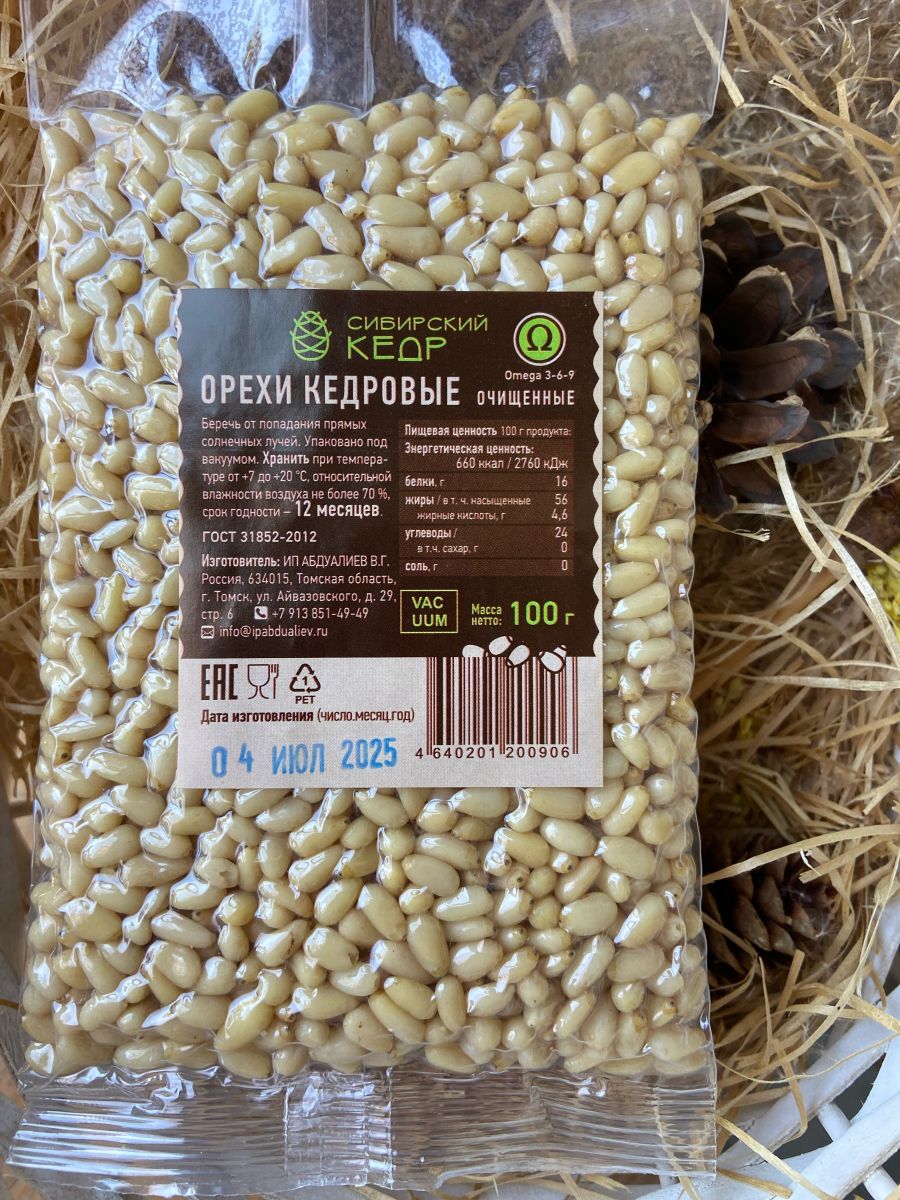 СИБИРСКИЙ
КЕДР
Ω
Omega 3-6-9
ОРЕХИ КЕДРОВЫЕ ОЧИЩЕННЫЕ
Беречь от попадания прямых
солнечных лучей. Упаковано под
вакуумом. Хранить при темпера-
туре от +7 до +20 °С, относительной
влажности воздуха не более 70 %,
срок годности – 12 месяцев.
ГОСТ 31852-2012
Изготовитель: ИП АБДУАЛИЕВ В.Г.
Россия, 634015, Томская область,
г. Томск, ул. Айвазовского, д. 29,
стр. 6 +7 913 851-49-49
info@ipabdualiev.ru
Пищевая ценность 100 г продукта:
Энергетическая ценность:
660 ккал / 2760 кДж
белки, г 16
жиры / в т. ч. насыщенные 56
жирные кислоты, г 4,6
углеводы / 24
в т.ч. сахар, г 0
соль, г 0
VAC
UUM
Масса
нетто: 100 г
EAC
1
PET
Дата изготовления (число.месяц.год)
04 ИЮЛ 2025
4 640201 200906